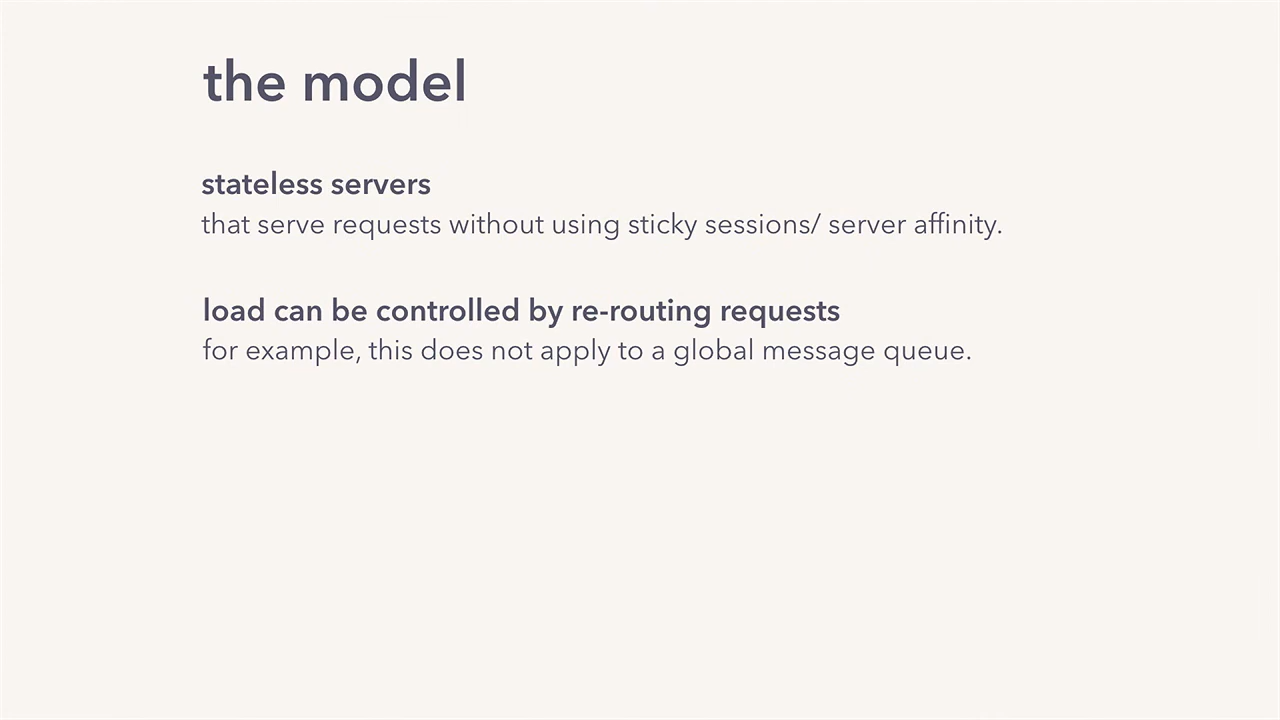 the model
stateless servers
that serve requests without using sticky sessions/ server affinity.
load can be controlled by re-routing requests
for example, this does not apply to a global message queue.